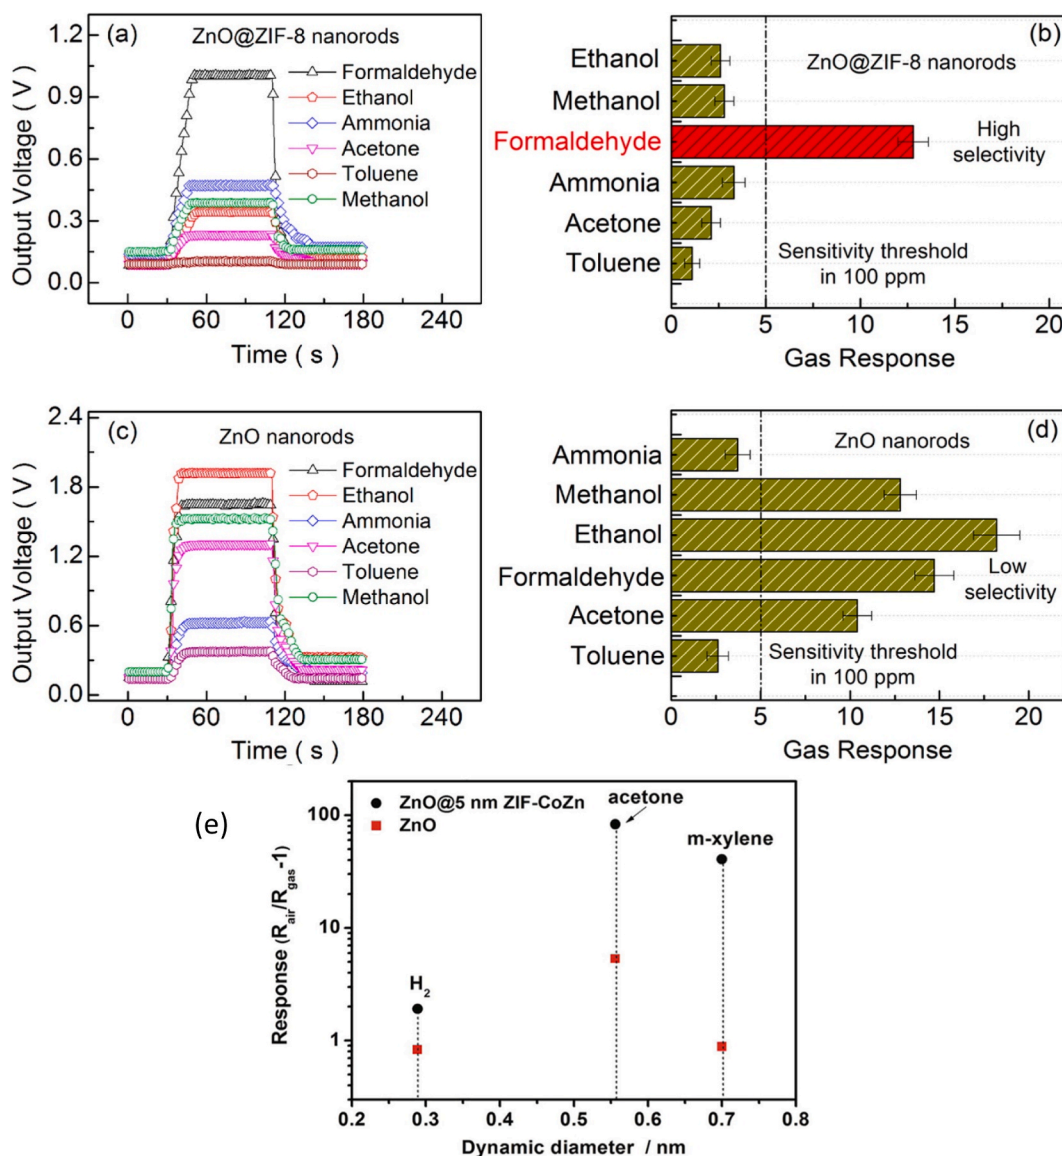 (a)
ZnO@ZIF-8 nanorods
Formaldehyde
Ethanol
Ammonia
Acetone
Toluene
Methanol
Output Voltage ( V )
1.2
0.9
0.6
0.3
0.0
0 60 120 180 240
Time ( s )
(b)
ZnO@ZIF-8 nanorods
Ethanol
Methanol
Formaldehyde
Ammonia
Acetone
Toluene
High
selectivity
Sensitivity threshold
in 100 ppm
0 5 10 15 20
Gas Response
(c)
ZnO nanorods
Formaldehyde
Ethanol
Ammonia
Acetone
Toluene
Methanol
Output Voltage ( V )
2.4
1.8
1.2
0.6
0.0
0 60 120 180 240
Time ( s )
(d)
ZnO nanorods
Ammonia
Methanol
Ethanol
Formaldehyde
Acetone
Toluene
Low
selectivity
Sensitivity threshold
in 100 ppm
0 5 10 15 20
Gas Response
(e)
ZnO@5 nm ZIF-CoZn
ZnO
acetone
m-xylene
H2
Response (Rair/Rgas-1)
100
10
1
0.2 0.3 0.4 0.5 0.6 0.7 0.8
Dynamic diameter / nm